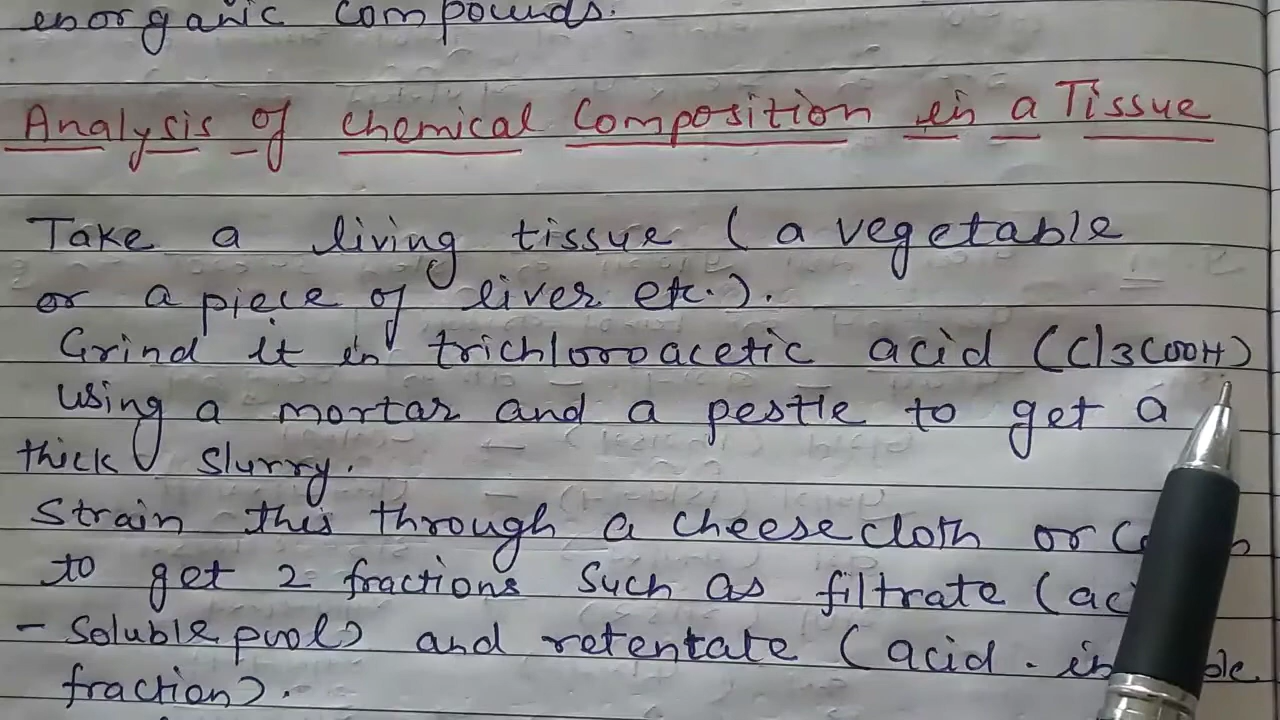 inorganic compounds.
Analysis of chemical Composition in a Tissue
Take a living tissue (a vegetable
or a piece of liver etc.).
Grind it in trichloroacetic acid (Cl3COOH)
using a mortar and a pestle to get a
thick slurry.
Strain this through a cheese cloth or
to get 2 fractions such as filtrate (
- Soluble pool) and retentate (acid -
fraction).